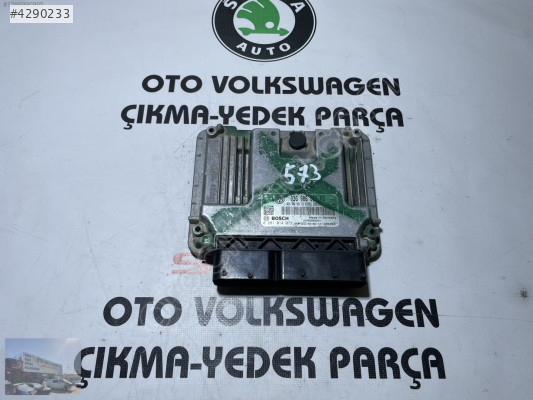 #4290233
AUTO
OTO VOLKSWAGEN
ÇIKMA-YEDEK PARÇA
573
BOSCH
OTO VOLKSWAGEN
ÇIKMA-YEDEK PARÇA